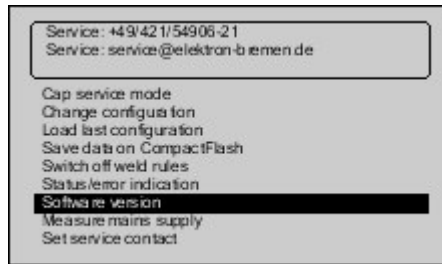 Service: +49/421/54906-21
Service: service@elektron-bremen.de
Cap service mode
Change configuration
Load last configuration
Save data on CompactFlash
Switch off weld rules
Status/error indication
Software version
Measure mains supply
Set service contact